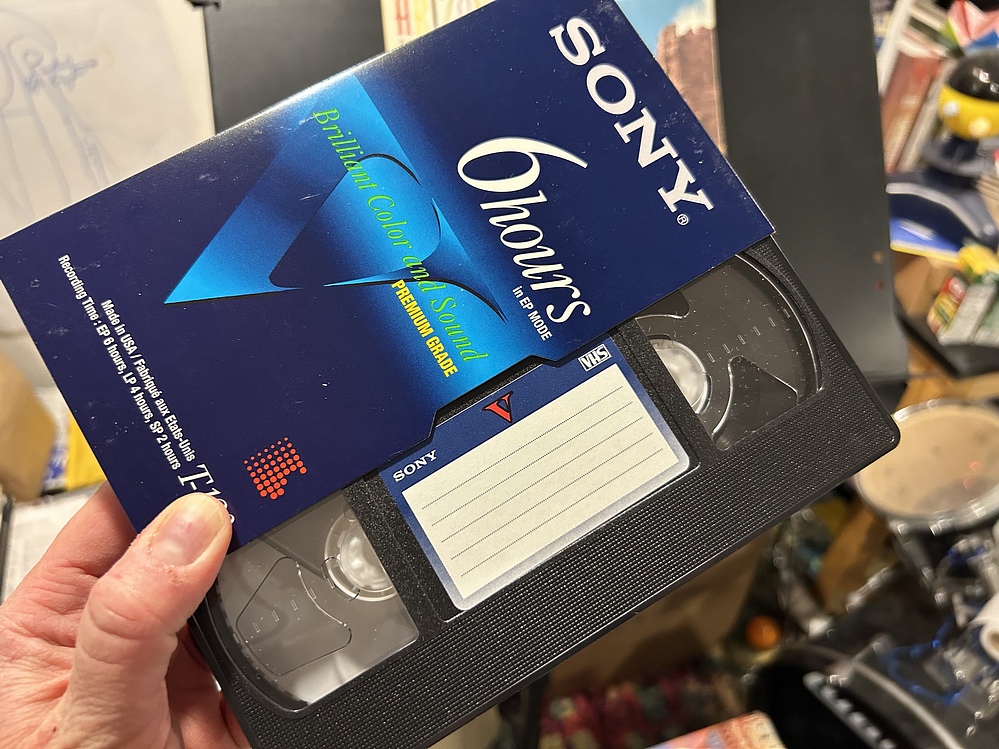 SONY®
6hours
in EP MODE
Brilliant Color and Sound
PREMIUM GRADE
Made in USA / Fabriqué aux Etats-Unis
Recording Time : EP 6 hours, LP 4 hours, SP 2 hours
VHS
V
SONY